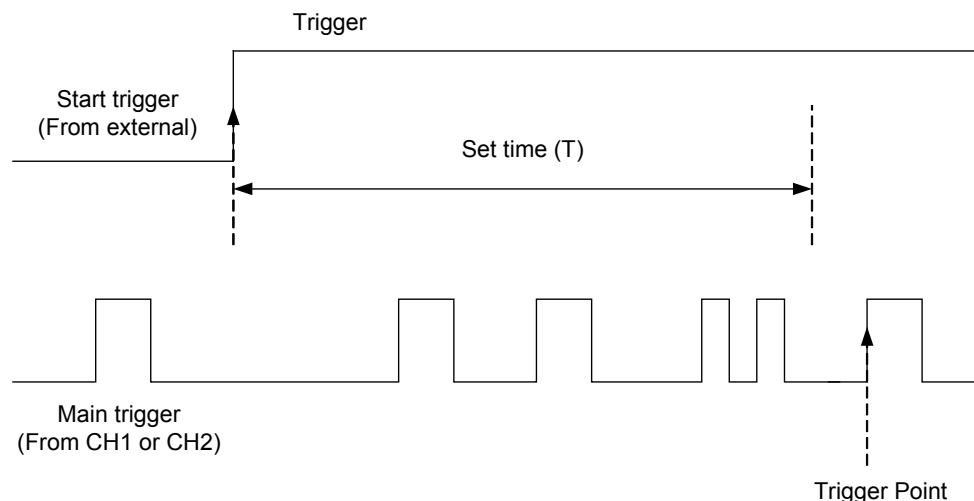 Trigger
Start trigger
(From external)
Set time (T)
Main trigger
(From CH1 or CH2)
Trigger Point